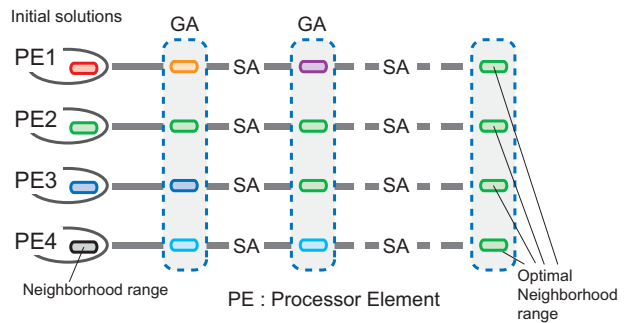 Initial solutions
GA GA
PE1 SA SA
PE2 SA SA
PE3 SA SA
PE4 SA SA
Neighborhood range
PE : Processor Element
Optimal
Neighborhood
range